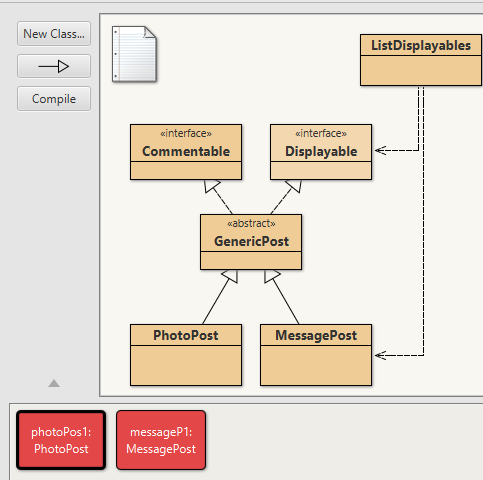 New Class...
Compile
ListDisplayables
«interface»
Commentable
«interface»
Displayable
«abstract»
GenericPost
PhotoPost
MessagePost
photoPos1:
PhotoPost
messageP1:
MessagePost